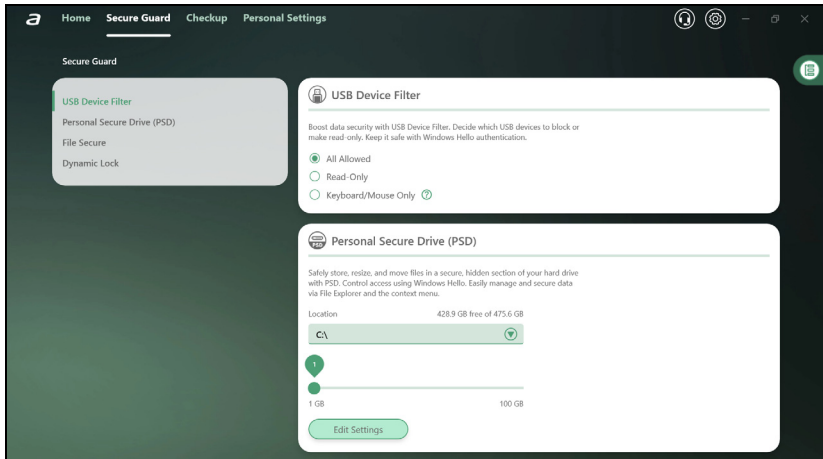 a Home Secure Guard Checkup Personal Settings
Secure Guard
USB Device Filter
Personal Secure Drive (PSD)
File Secure
Dynamic Lock
USB Device Filter
Boost data security with USB Device Filter. Decide which USB devices to block or
make read-only. Keep it safe with Windows Hello authentication.
All Allowed
Read-Only
Keyboard/Mouse Only ?
PSD Personal Secure Drive (PSD)
Safoly store, resize, and move files in a secure, hidden section of your hard drive
with PSD. Control access using Windows Hello. Easily manage and secure data
via File Explorer and the context menu.
Location 428.9 GB free of 475.6 GB
C:\
1
1 GB 100 GB
Edit Settings